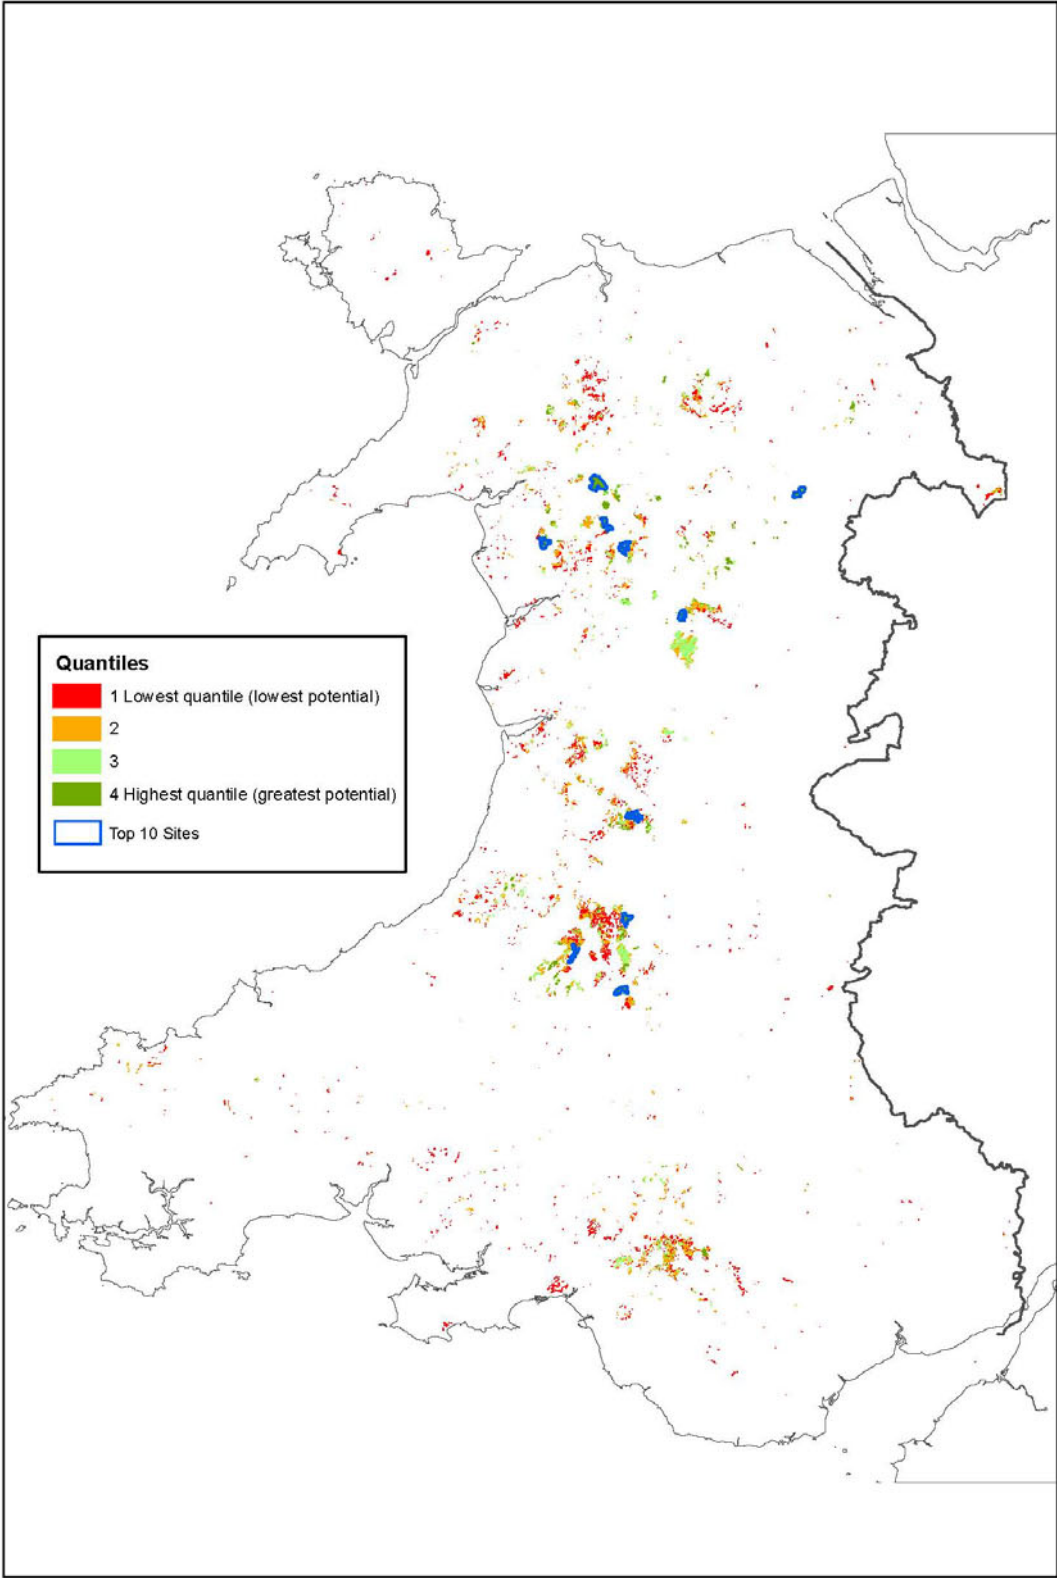 Quantiles
1 Lowest quantile (lowest potential)
2
3
4 Highest quantile (greatest potential)
Top 10 Sites